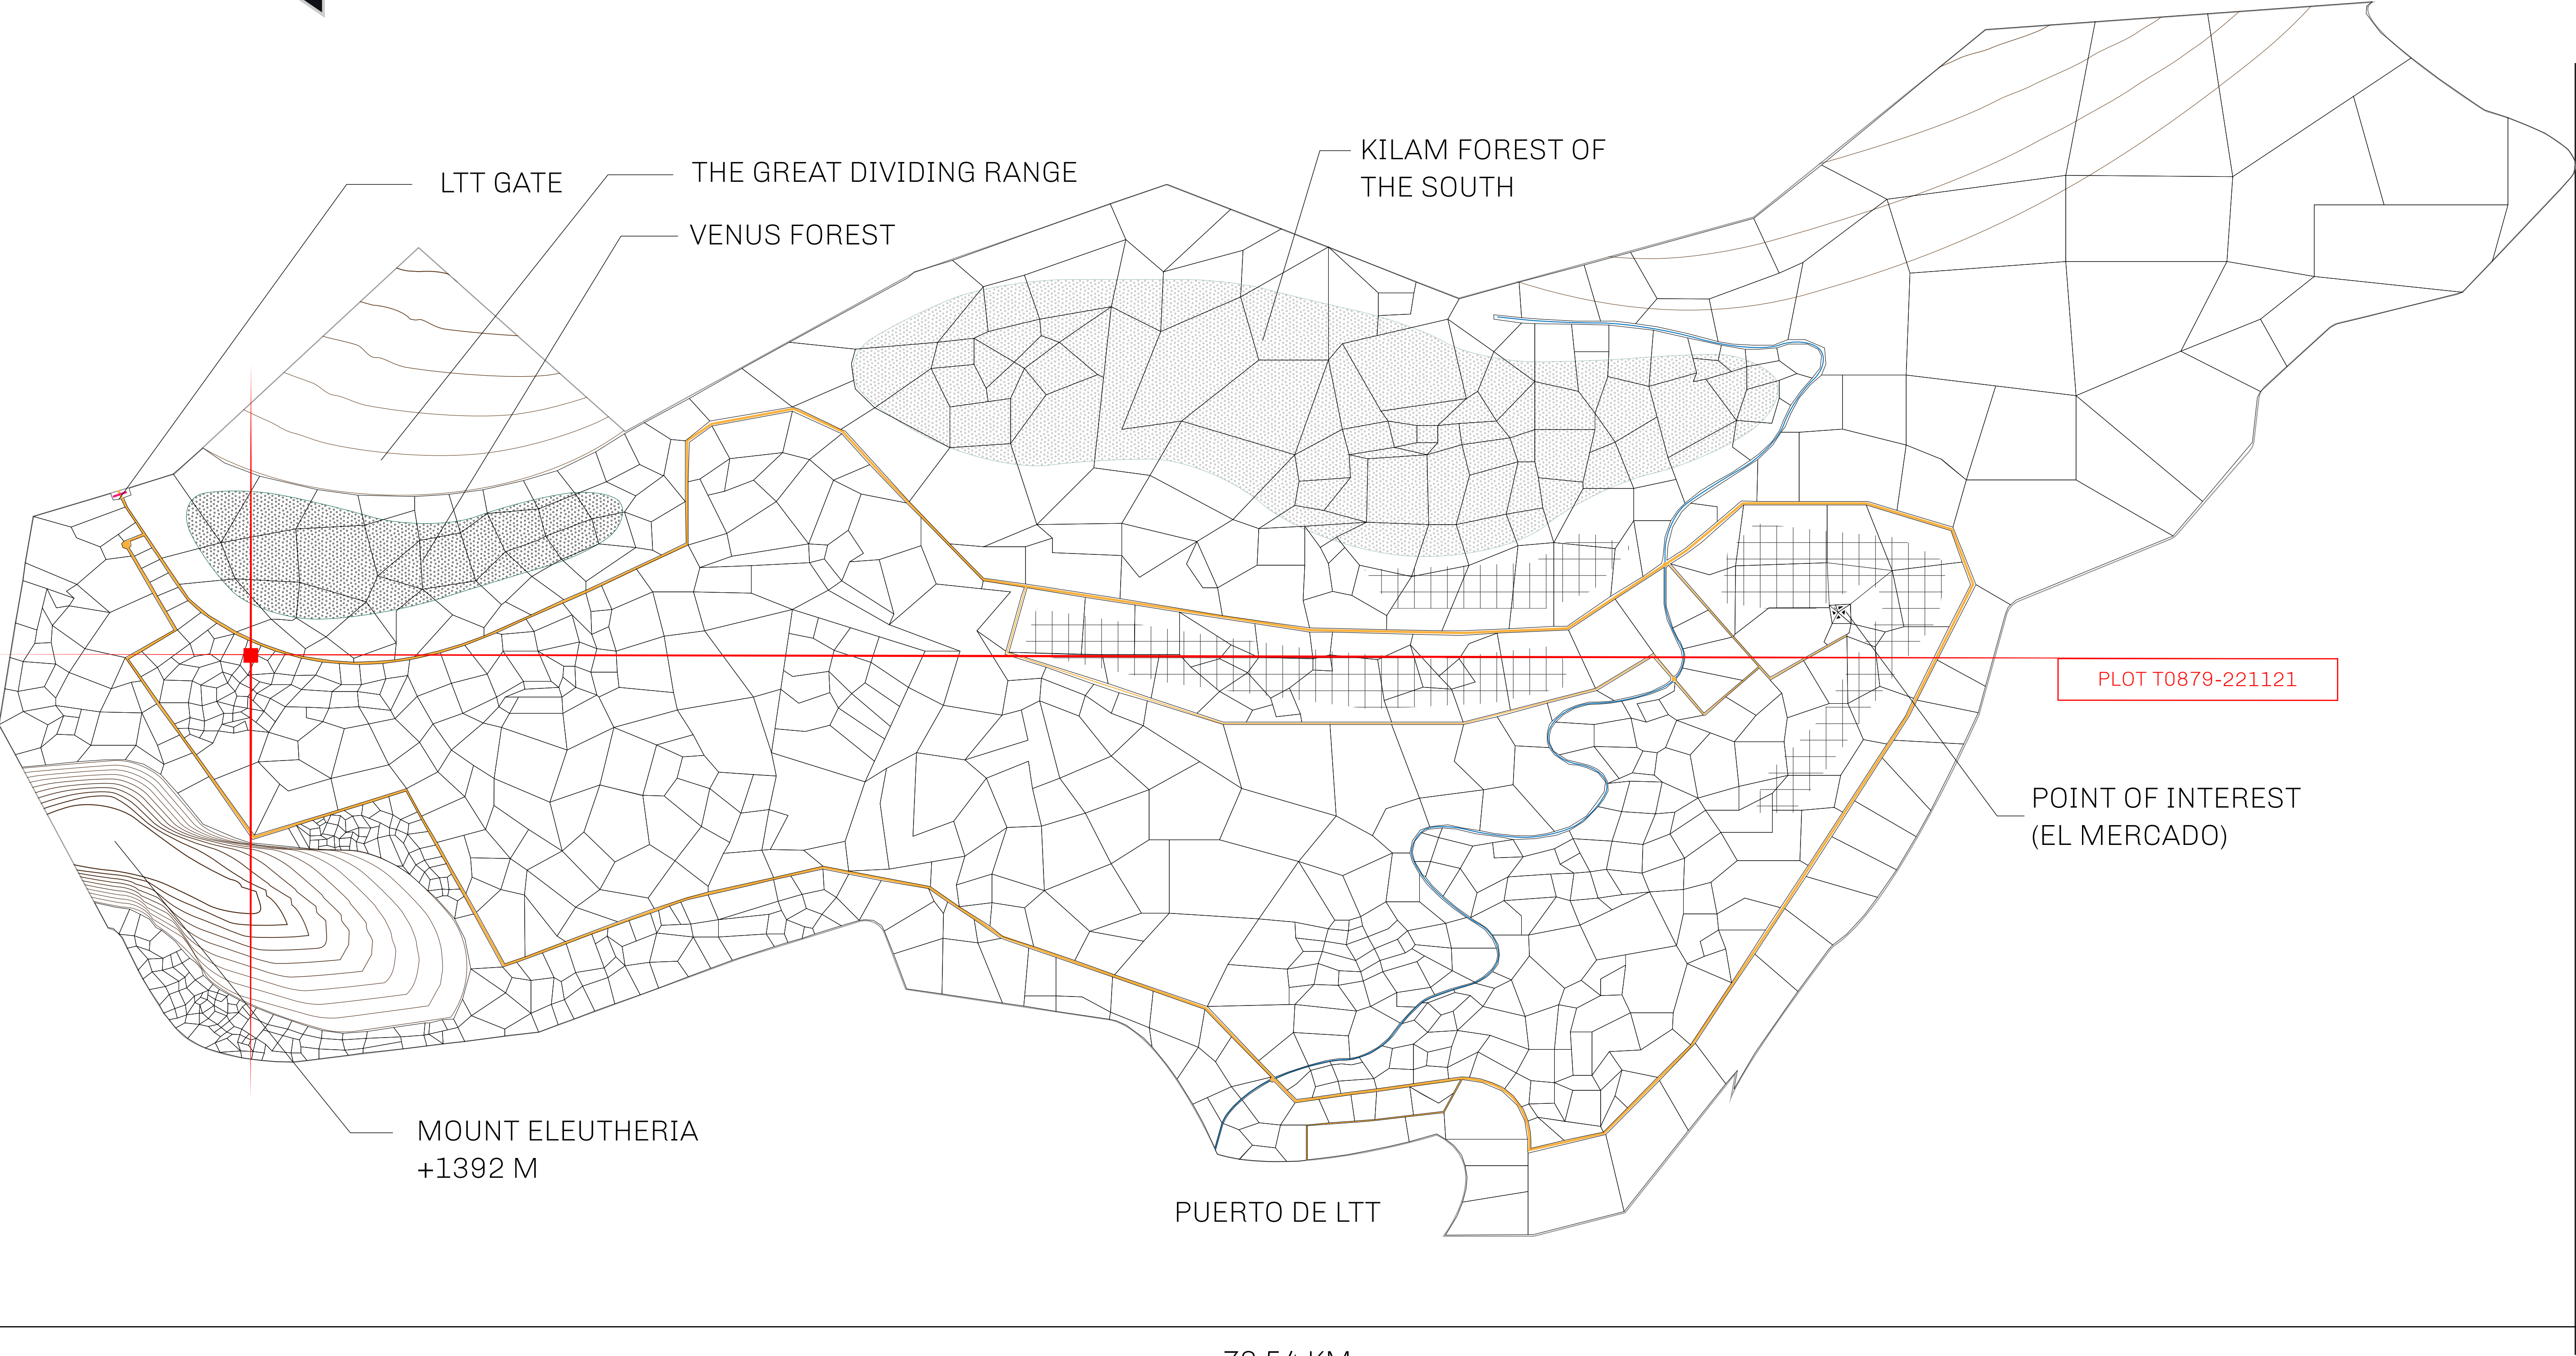 KILAM FOREST OF
THE SOUTH
LTT GATE
THE GREAT DIVIDING RANGE
VENUS FOREST
PLOT T0879-221121
POINT OF INTEREST
(EL MERCADO)
MOUNT ELEUTHERIA
+1392 M
PUERTO DE LTT